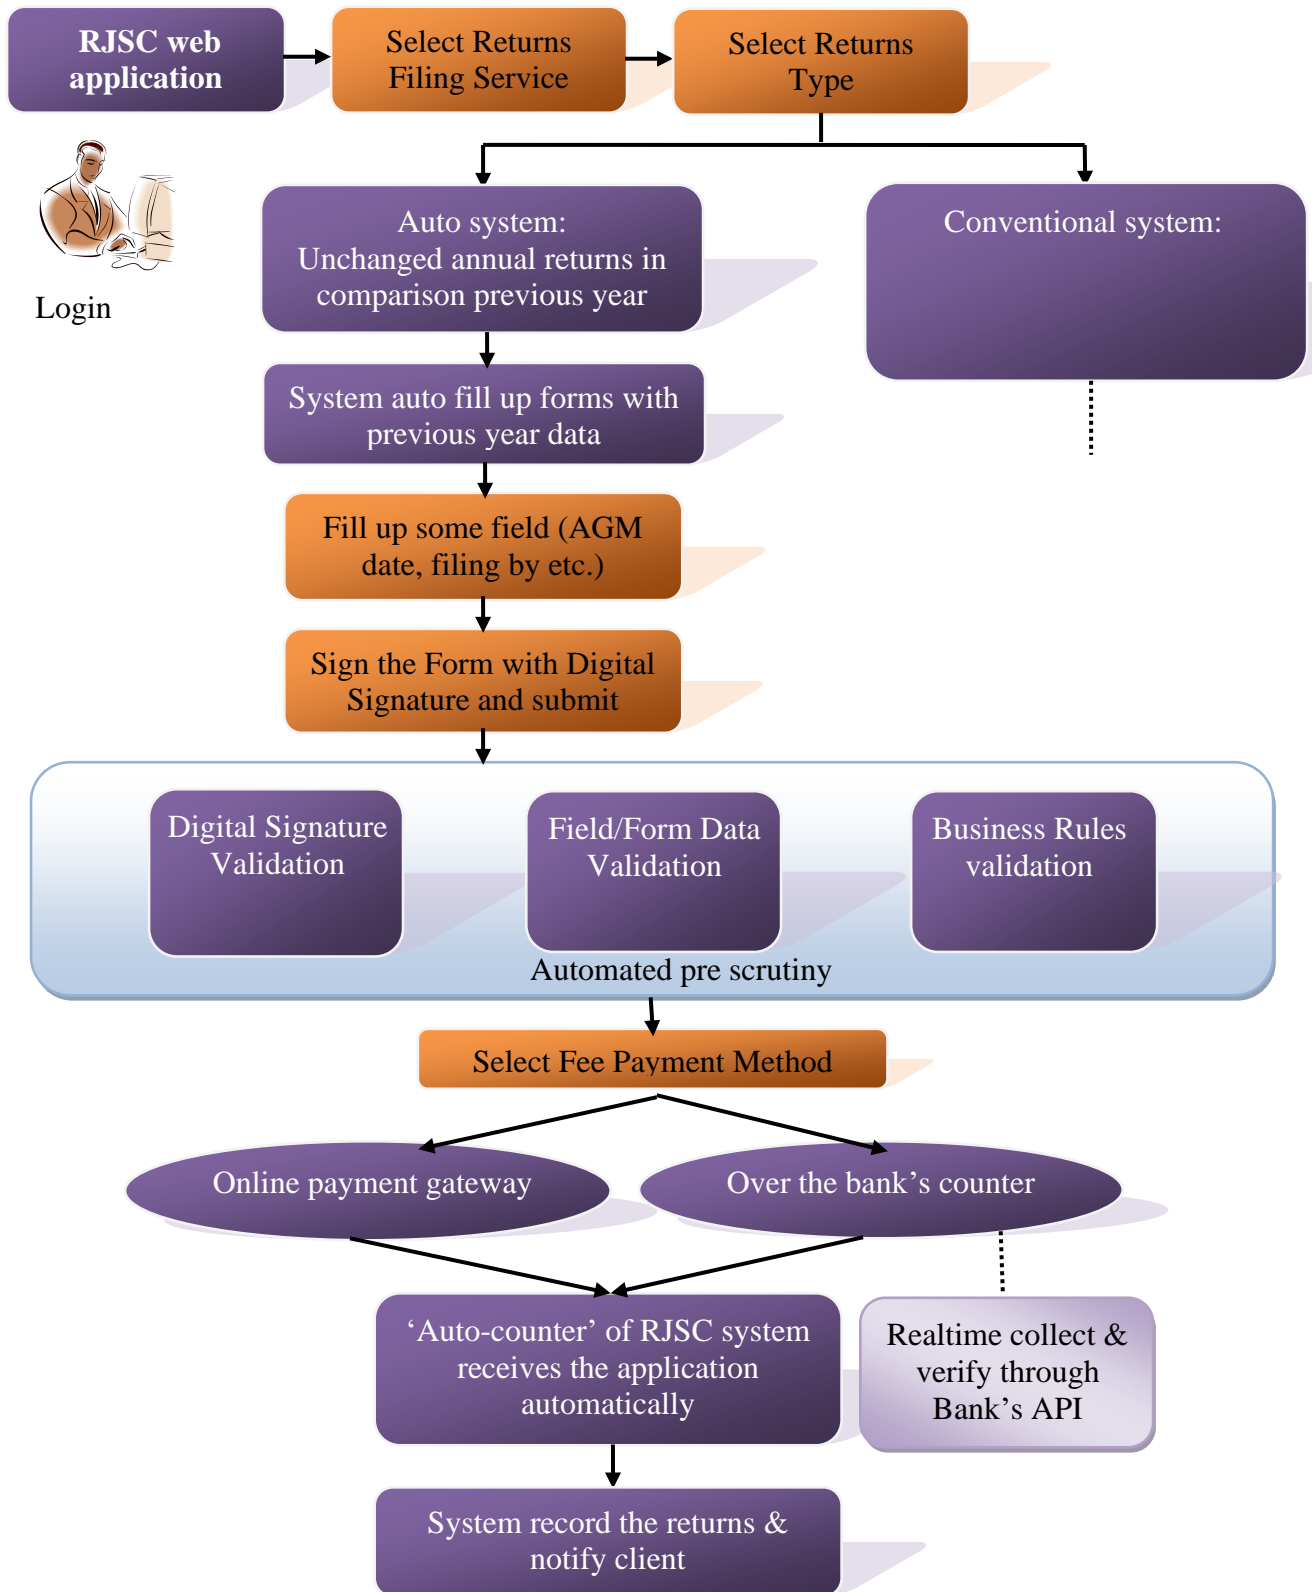 RJSC web
application
Select Returns
Filing Service
Select Returns
Type
Login
Auto system:
Unchanged annual returns in
comparison previous year
Conventional system:
System auto fill up forms with
previous year data
Fill up some field (AGM
date, filing by etc.)
Sign the Form with Digital
Signature and submit
Digital Signature
Validation
Field/Form Data
Validation
Business Rules
validation
Automated pre scrutiny
Select Fee Payment Method
Online payment gateway
Over the bank’s counter
‘Auto-counter’ of RJSC system
receives the application
automatically
Realtime collect &
verify through
Bank’s API
System record the returns &
notify client